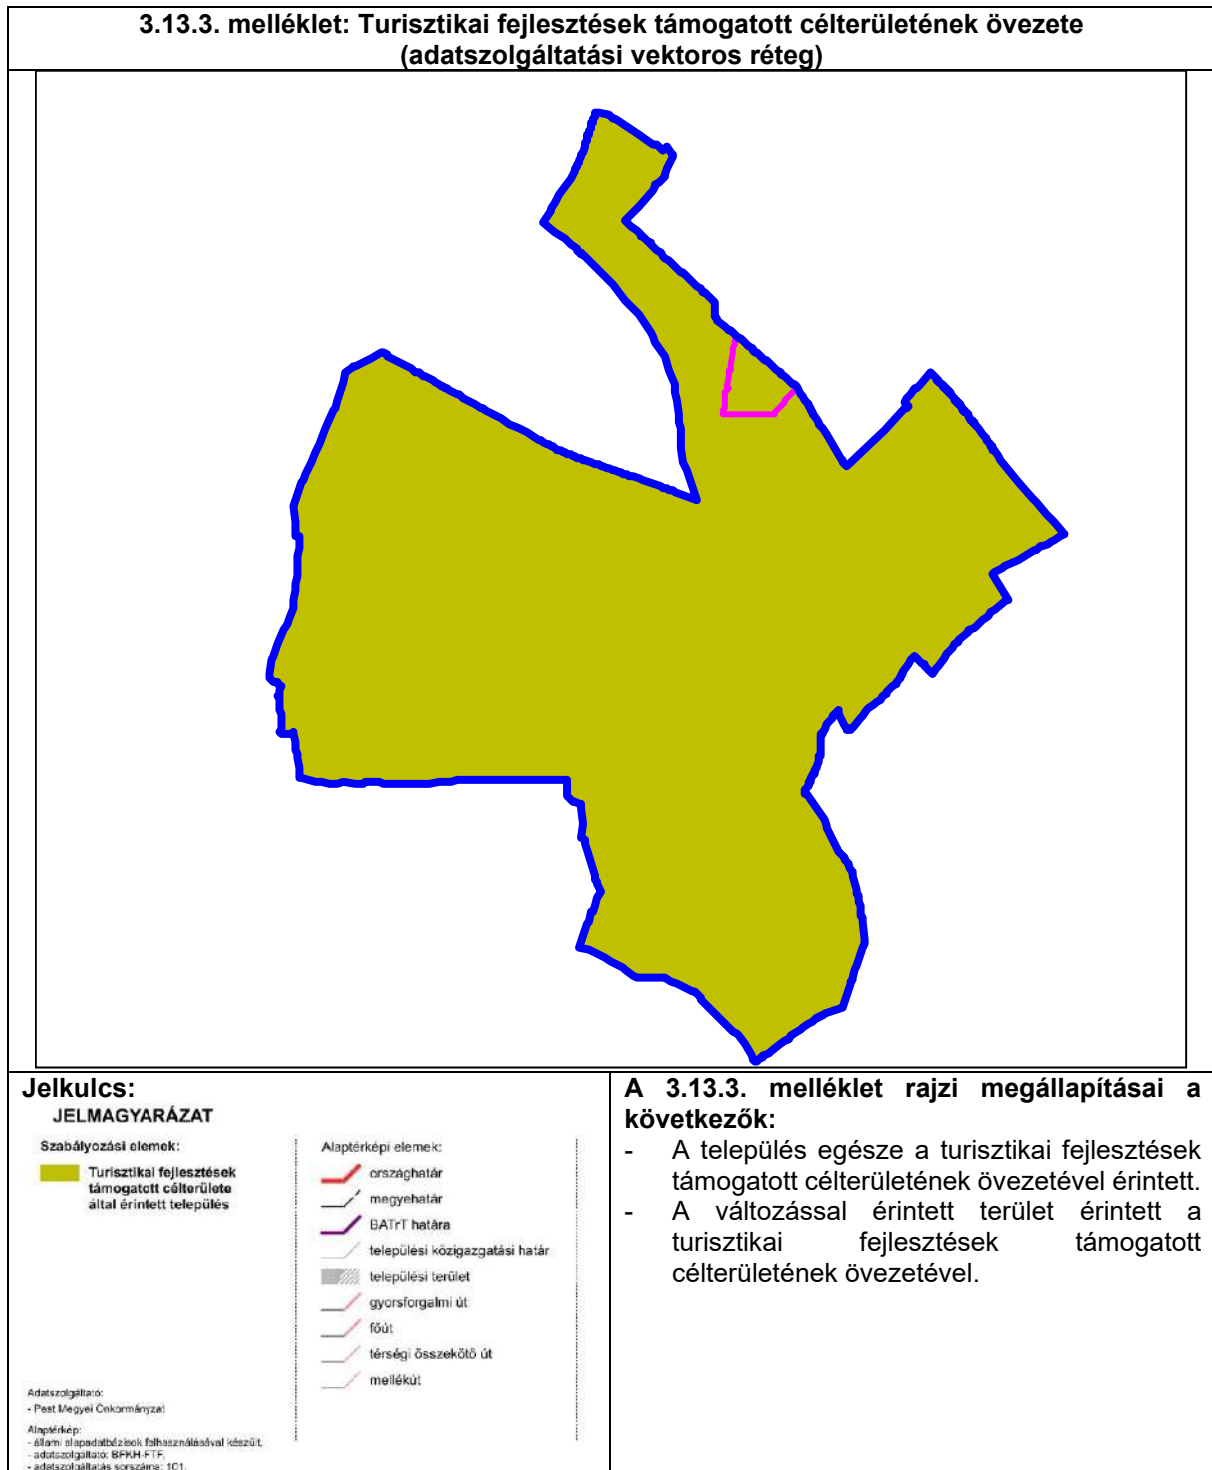 3.13.3. melléklet: Turisztikai fejlesztések támogatott célterületének övezete
(adatszolgáltatási vektoros réteg)
Jelkulcs:
JELMAGYARÁZAT
Szabályozási elemek:
Turisztikai fejlesztések
támogatott célterülete
által érintett település
Adatszolgáltató:
- Pest Megyei Önkormányzat
Alaptérkép:
- állami alapadatbázisok felhasználásával készült,
- adatszolgáltató: BFKH-FTF,
- adatszolgáltatás sorszáma: 101.
Alaptérképi elemek:
országhatár
megyehatár
BATrT határa
települési közigazgatási határ
települési terület
gyorsforgalmi út
főút
térségi összekötő út
mellékút
A 3.13.3. melléklet rajzi megállapításai a
következők:
- A település egésze a turisztikai fejlesztések
támogatott célterületének övezetével érintett.
- A változással érintett terület érintett a
turisztikai fejlesztések támogatott
célterületének övezetével.